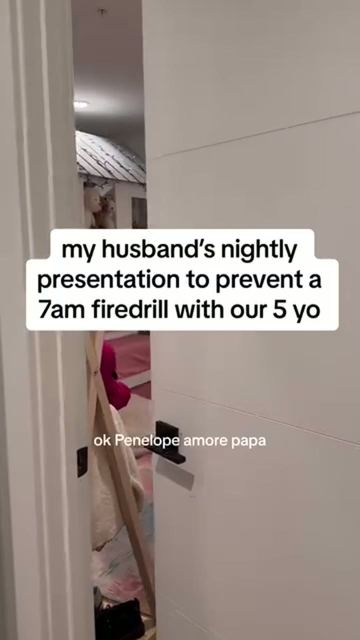 my husband's nightly
presentation to prevent a
7am firedrill with our 5 yo
ok Penelope amore papa